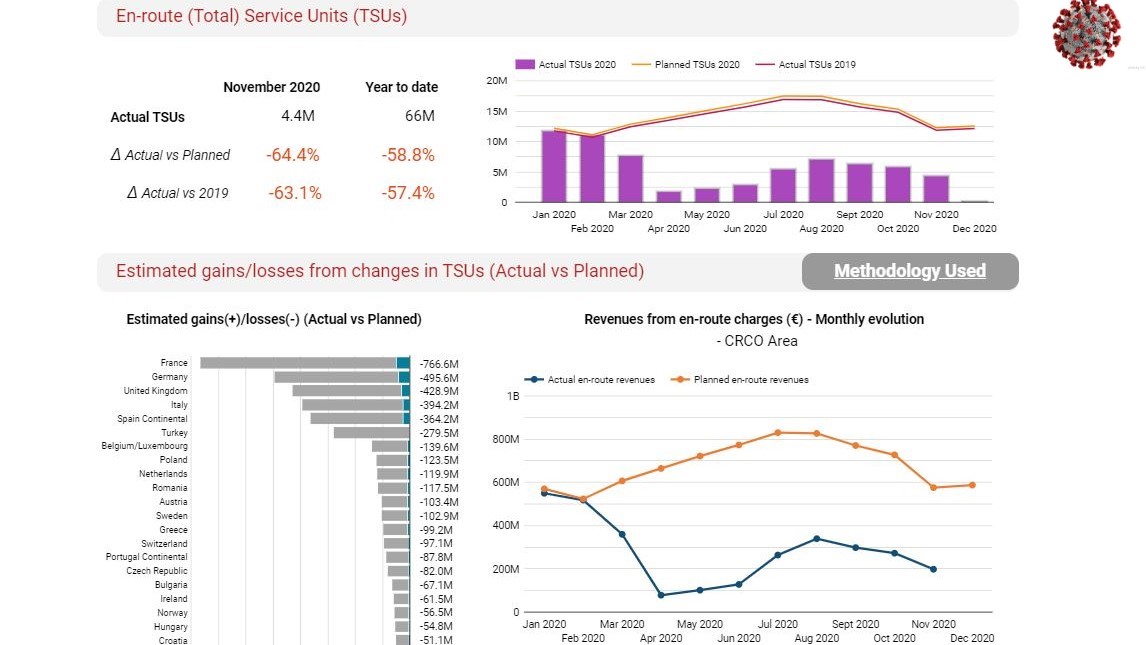 En-route (Total) Service Units (TSUs)
November 2020 Year to date
Actual TSUs 4.4M 66M
Δ Actual vs Planned -64.4% -58.8%
Δ Actual vs 2019 -63.1% -57.4%
Actual TSUs 2020 Planned TSUs 2020 Actual TSUs 2019
20M
15M
10M
5M
0
Jan 2020 Mar 2020 May 2020 Jul 2020 Sept 2020 Nov 2020
Feb 2020 Apr 2020 Jun 2020 Aug 2020 Oct 2020 Dec 2020
Estimated gains/losses from changes in TSUs (Actual vs Planned)
Methodology Used
Estimated gains(+)/losses(-) (Actual vs Planned)
France -766.6M
Germany -495.6M
United Kingdom -428.9M
Italy -394.2M
Spain Continental -364.2M
Turkey -279.5M
Belgium/Luxembourg -139.6M
Poland -123.5M
Netherlands -119.9M
Romania -117.5M
Austria -103.4M
Sweden -102.9M
Greece -99.2M
Switzerland -97.1M
Portugal Continental -87.8M
Czech Republic -82.0M
Bulgaria -67.1M
Ireland -61.5M
Norway -56.5M
Hungary -54.8M
Croatia -51.1M
Revenues from en-route charges (€) - Monthly evolution
- CRCO Area
Actual en-route revenues Planned en-route revenues
1B
800M
600M
400M
200M
0
Jan 2020 Mar 2020 May 2020 Jul 2020 Sept 2020 Nov 2020
Feb 2020 Apr 2020 Jun 2020 Aug 2020 Oct 2020 Dec 2020